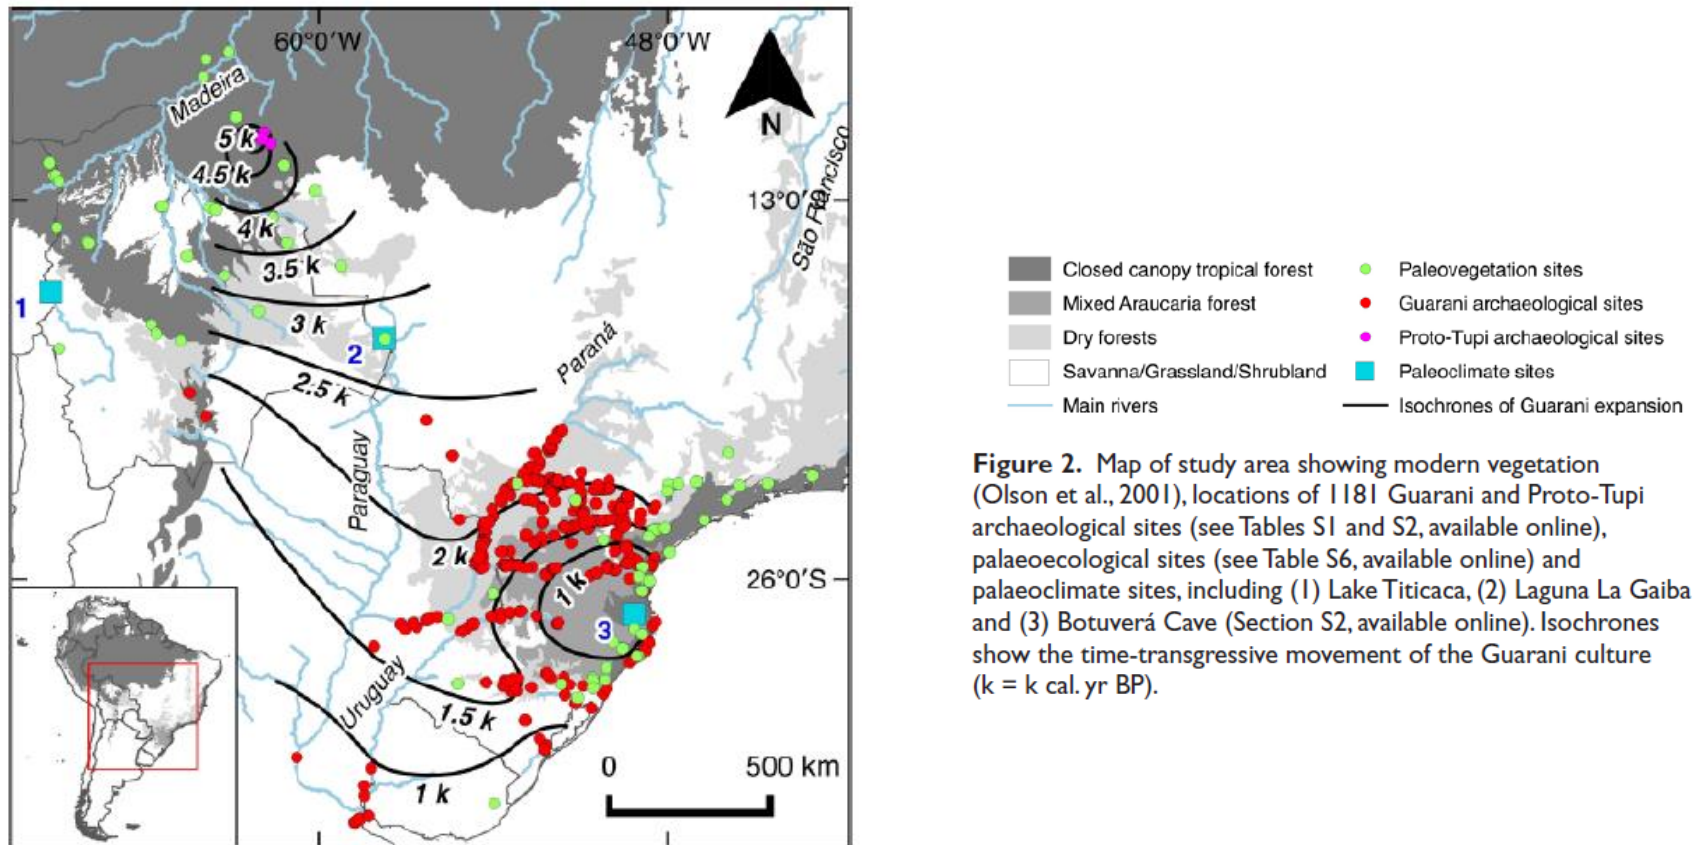 60°0'W
48°0'W
Madeira
N
5 k
4.5 k
13°0'0
São Francisco
4 k
3.5 k
1
3 k
2
Paraná
2.5 k
Paraguay
2 k
26°0'S
1 k
3
Uruguay
1.5 k
0 500 km
1 k
Closed canopy tropical forest
Mixed Araucaria forest
Dry forests
Savanna/Grassland/Shrubland
Main rivers
Paleovegetation sites
Guarani archaeological sites
Proto-Tupi archaeological sites
Paleoclimate sites
Isochrones of Guarani expansion
Figure 2. Map of study area showing modern vegetation
(Olson et al., 2001), locations of 1181 Guarani and Proto-Tupi
archaeological sites (see Tables S1 and S2, available online),
palaeoecological sites (see Table S6, available online) and
palaeoclimate sites, including (1) Lake Titicaca, (2) Laguna La Gaiba
and (3) Botuverá Cave (Section S2, available online). Isochrones
show the time-transgressive movement of the Guarani culture
(k = k cal. yr BP).